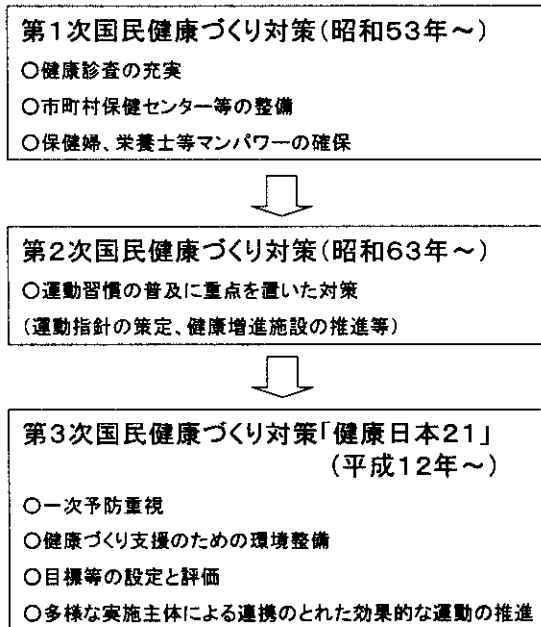 第1次国民健康づくり対策(昭和53年～)
○健康診査の充実
○市町村保健センター等の整備
○保健婦、栄養士等マンパワーの確保
第2次国民健康づくり対策(昭和63年～)
○運動習慣の普及に重点を置いた対策
(運動指針の策定、健康増進施設の推進等)
第3次国民健康づくり対策「健康日本21」
(平成12年～)
○一次予防重視
○健康づくり支援のための環境整備
○目標等の設定と評価
○多様な実施主体による連携のとれた効果的な運動の推進